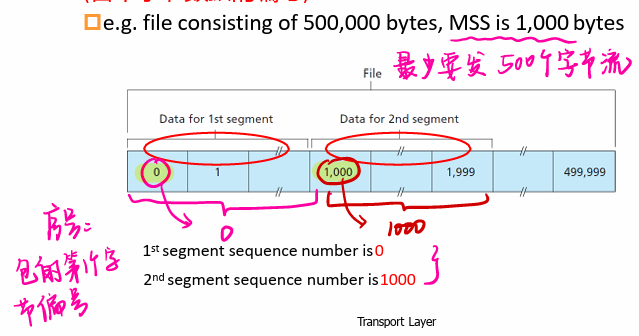 e.g. file consisting of 500,000 bytes, MSS is 1,000 bytes
最少要发 500个字节流
File
Data for 1st segment
Data for 2nd segment
0
1
1,000
1,999
499,999
0
1000
序号:
包的第1个字
节编号
1st segment sequence number is 0
2nd segment sequence number is 1000
Transport Layer